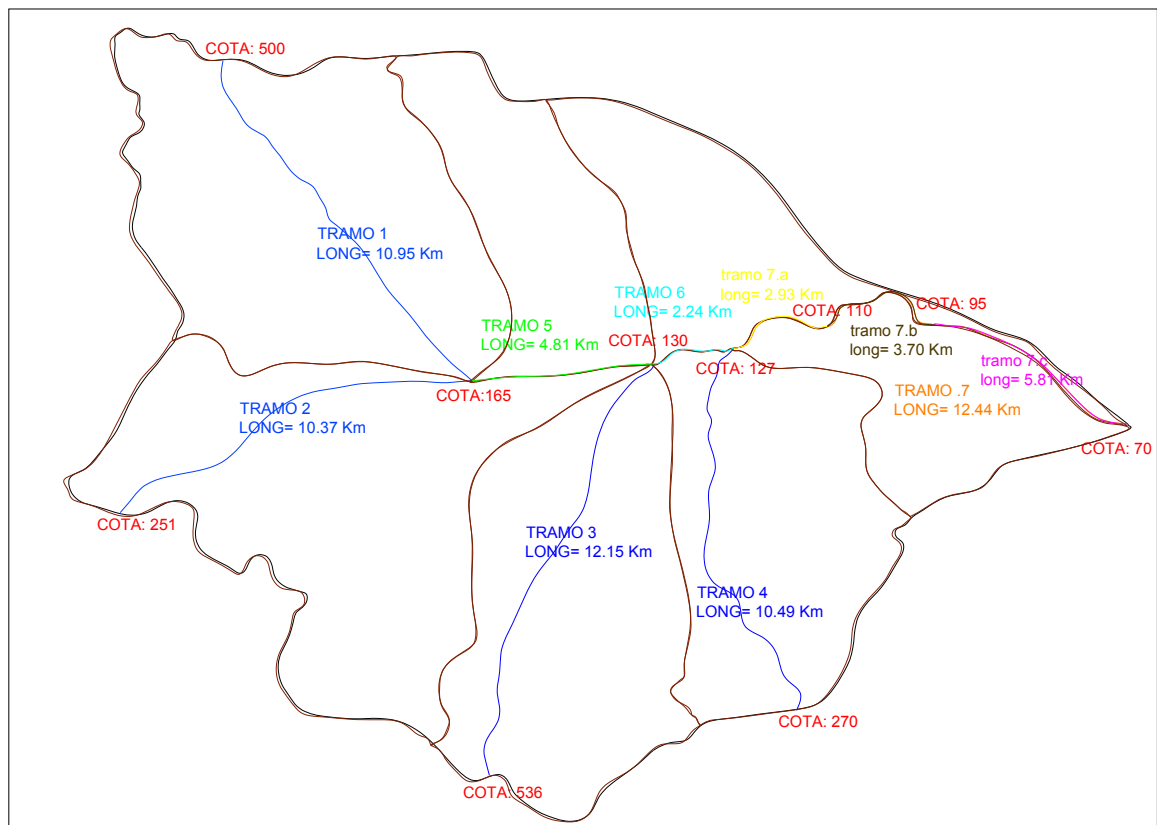 COTA: 500
TRAMO 1
LONG= 10.95 Km
tramo 7.a
long= 2.93 Km
TRAMO 6
LONG= 2.24 Km
COTA: 95
COTA: 110
TRAMO 5
LONG= 4.81 Km
COTA: 130
tramo 7.b
long= 3.70 Km
tramo 7.c
long= 5.81 Km
COTA: 127
COTA:165
TRAMO .7
LONG= 12.44 Km
TRAMO 2
LONG= 10.37 Km
COTA: 70
COTA: 251
TRAMO 3
LONG= 12.15 Km
TRAMO 4
LONG= 10.49 Km
COTA: 270
COTA: 536